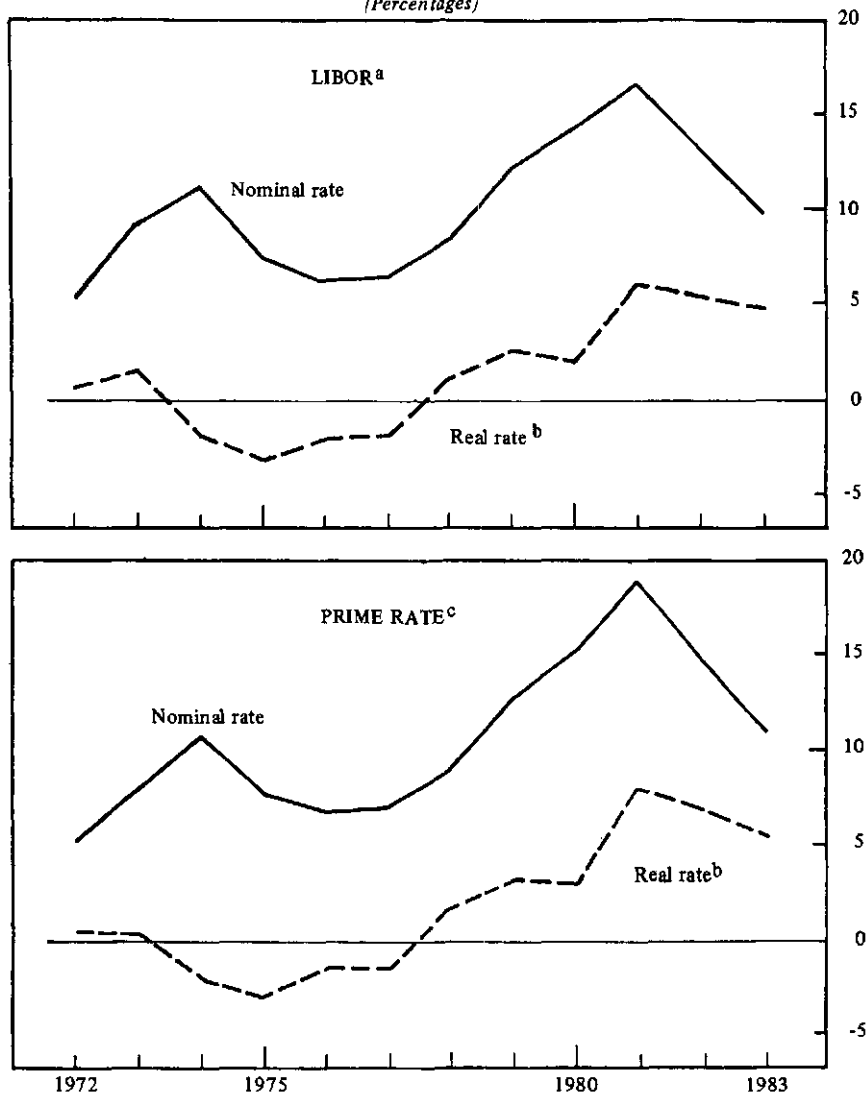 (Percentages)
20
LIBORa
15
Nominal rate
10
5
0
Real rate b
-5
20
PRIME RATEc
15
Nominal rate
10
5
Real rateb
0
-5
1972 1975 1980 1983